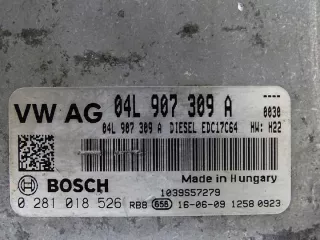 VW AG 04L 907 309 A 0030
04L 907 309 A DIESEL EDC17C64 HW: H22
Made in Hungary
BOSCH 1039S57279
0 281 018 526 RBB 656 16-06-09 1258 0923